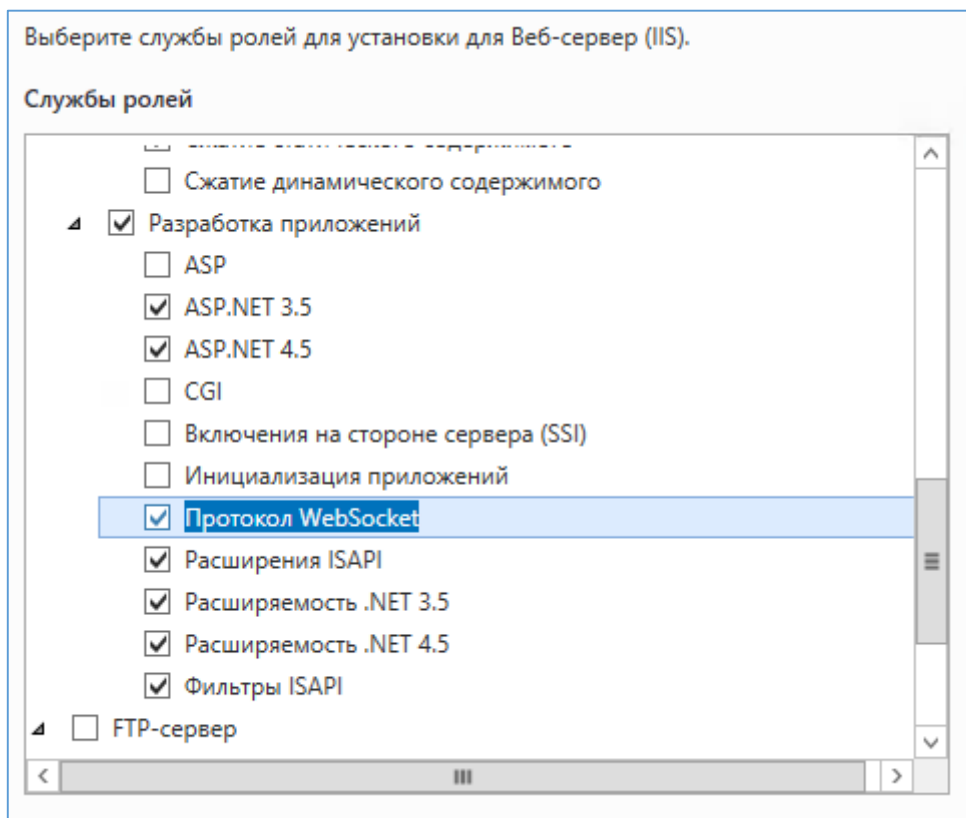 Выберите службы ролей для установки для Веб-сервер (IIS).
Службы ролей
Сжатие динамического содержимого
Разработка приложений
ASP
ASP.NET 3.5
ASP.NET 4.5
CGI
Включения на стороне сервера (SSI)
Инициализация приложений
Протокол WebSocket
Расширения ISAPI
Расширяемость .NET 3.5
Расширяемость .NET 4.5
Фильтры ISAPI
FTP-сервер